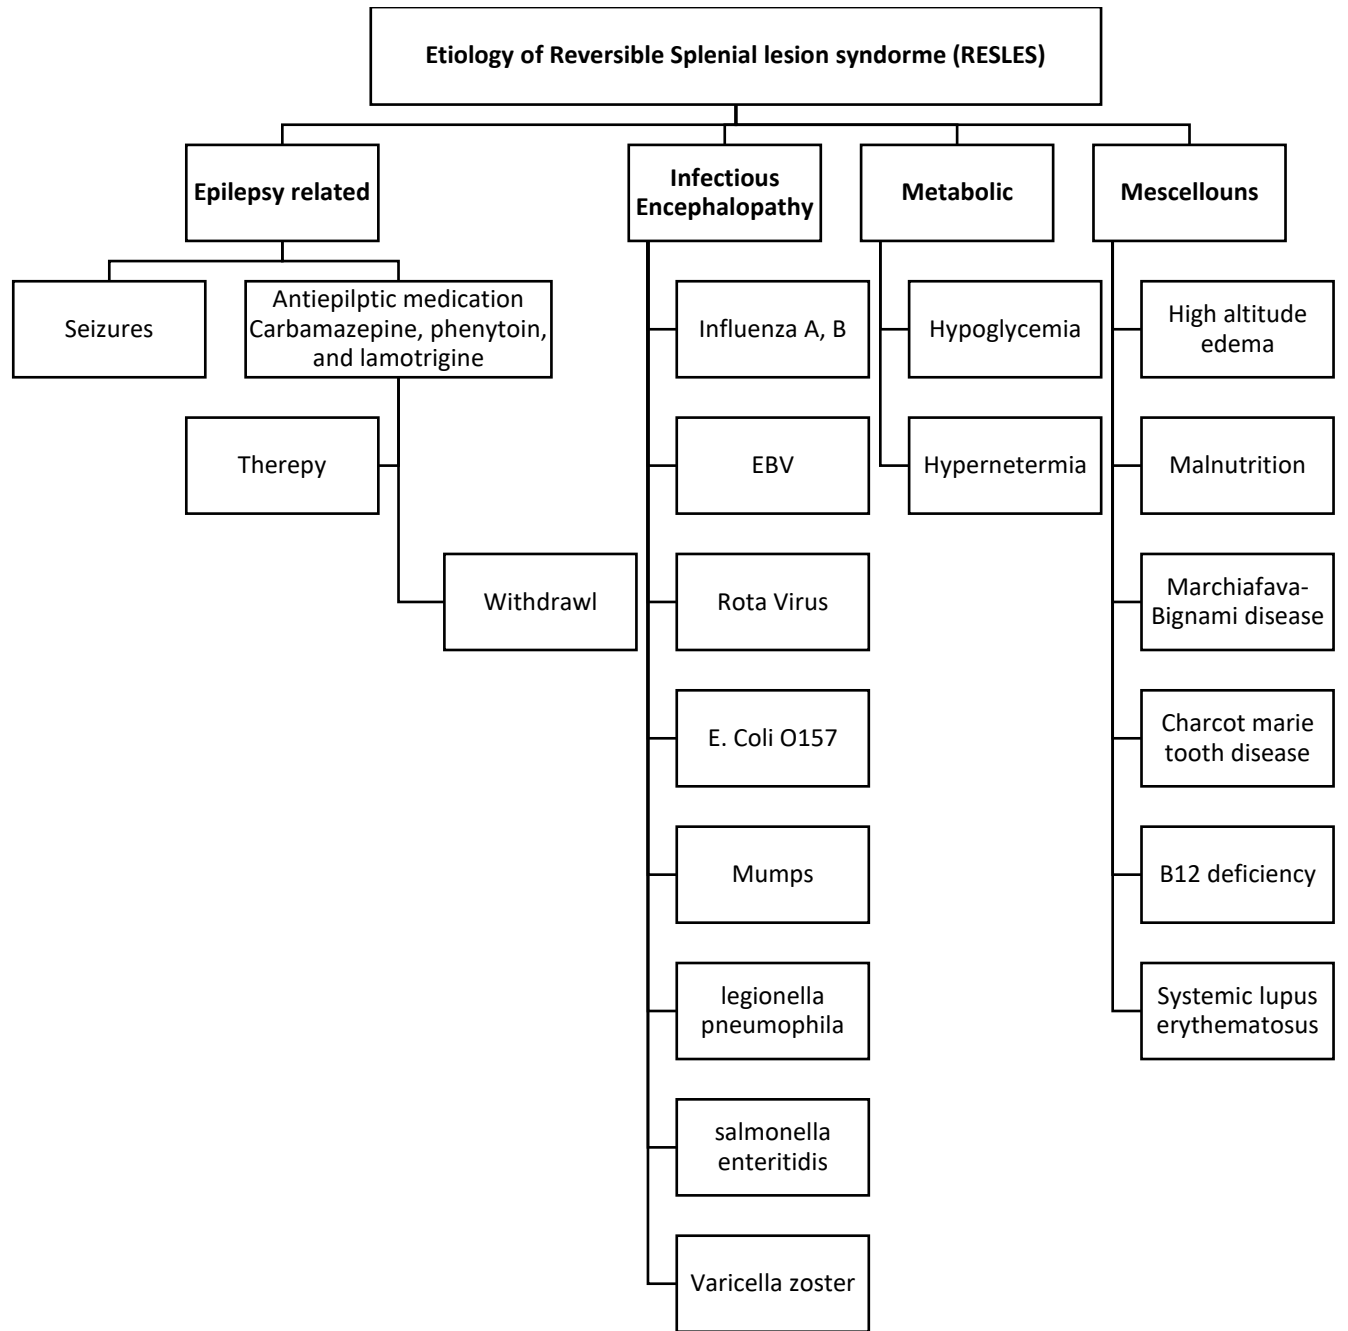 Etiology of Reversible Splenial lesion syndorme (RESLES)
Epilepsy related
Infectious
Encephalopathy
Metabolic
Mescellouns
Seizures
Antiepilptic medication
Carbamazepine, phenytoin,
and lamotrigine
Therepy
Withdrawl
Influenza A, B
EBV
Rota Virus
E. Coli O157
Mumps
legionella
pneumophila
salmonella
enteritidis
Varicella zoster
Hypoglycemia
Hypernetermia
High altitude
edema
Malnutrition
Marchiafava-
Bignami disease
Charcot marie
tooth disease
B12 deficiency
Systemic lupus
erythematosus